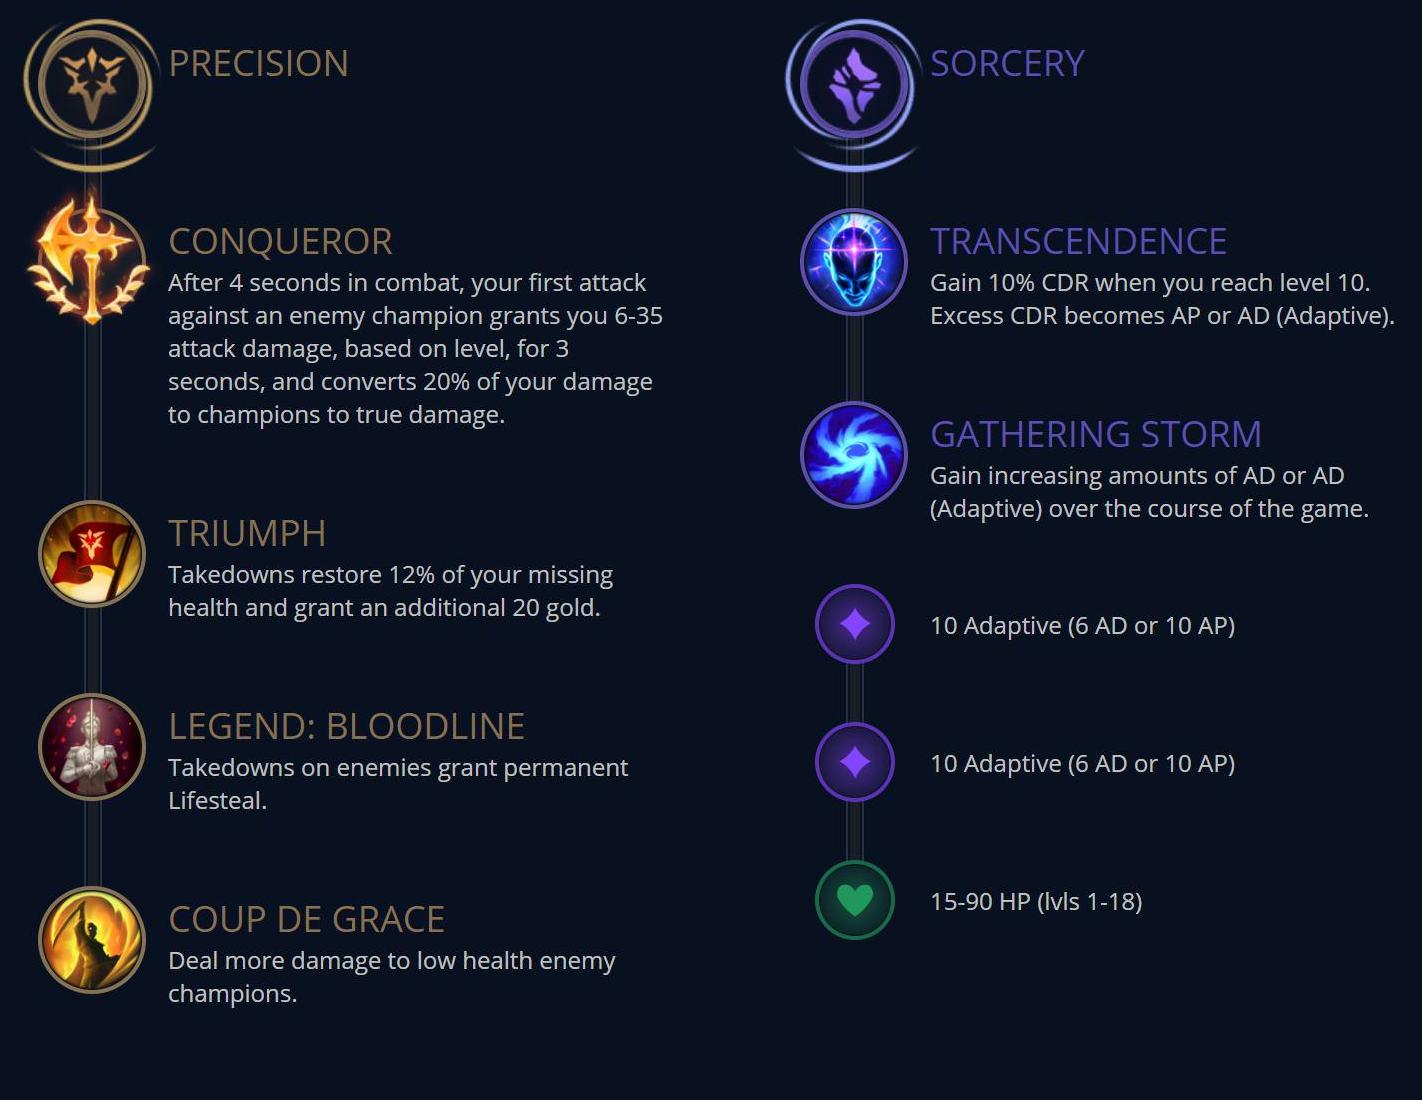 PRECISION
CONQUEROR
After 4 seconds in combat, your first attack
against an enemy champion grants you 6-35
attack damage, based on level, for 3
seconds, and converts 20% of your damage
to champions to true damage.
TRIUMPH
Takedowns restore 12% of your missing
health and grant an additional 20 gold.
LEGEND: BLOODLINE
Takedowns on enemies grant permanent
Lifesteal.
COUP DE GRACE
Deal more damage to low health enemy
champions.
SORCERY
TRANSCENDENCE
Gain 10% CDR when you reach level 10.
Excess CDR becomes AP or AD (Adaptive).
GATHERING STORM
Gain increasing amounts of AD or AD
(Adaptive) over the course of the game.
10 Adaptive (6 AD or 10 AP)
10 Adaptive (6 AD or 10 AP)
15-90 HP (lvls 1-18)